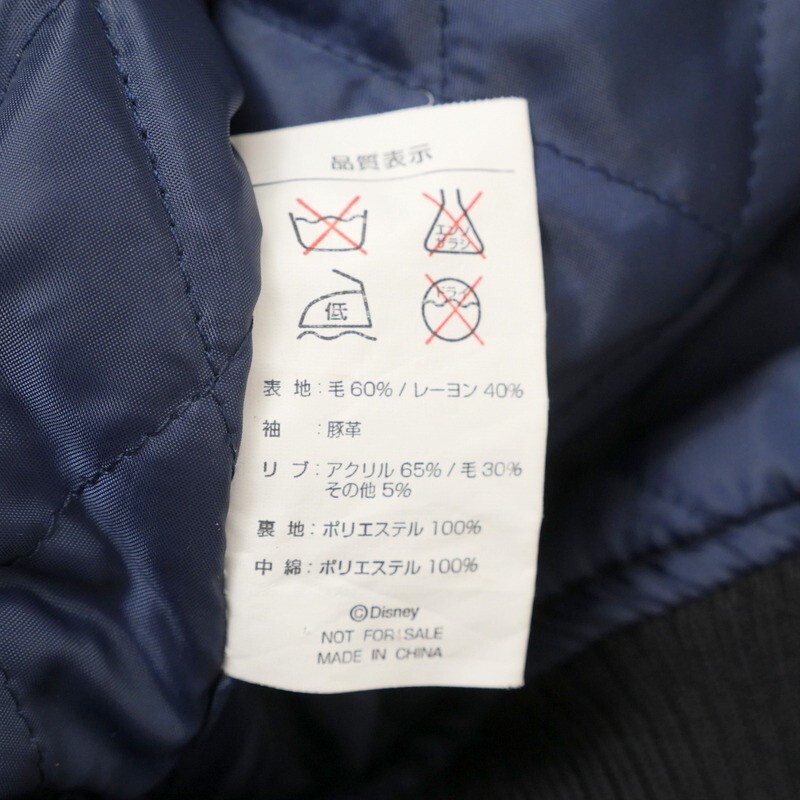 品質表示
エンソ
サラシ
低
ドライ
表 地 : 毛 60% / レーヨン 40%
袖 : 豚革
リ ブ : アクリル 65% / 毛 30%
その他 5%
裏 地 : ポリエステル 100%
中 綿 : ポリエステル 100%
©Disney
NOT FOR SALE
MADE IN CHINA